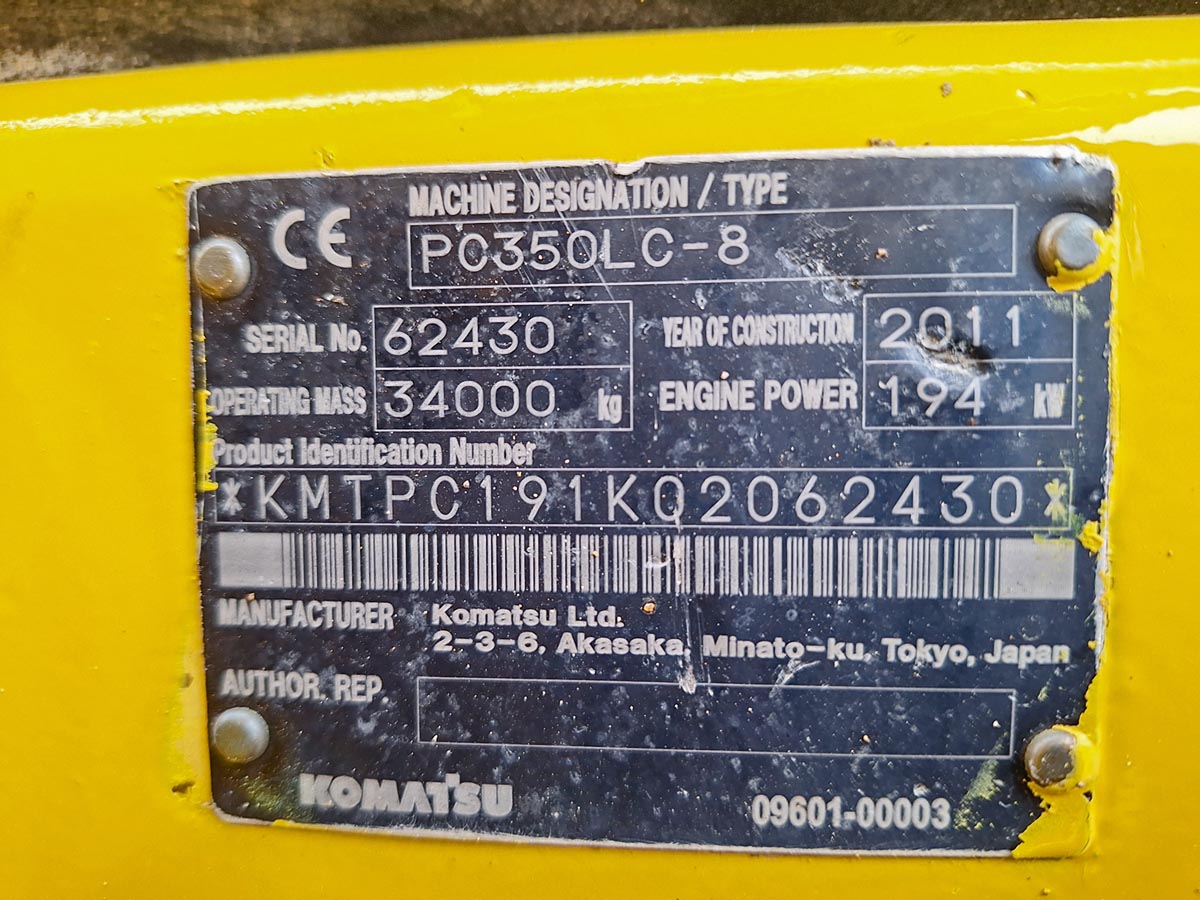 CE
MACHINE DESIGNATION / TYPE
PC350LC-8
SERIAL No. 62430
YEAR OF CONSTRUCTION 2011
OPERATING MASS 34000 kg
ENGINE POWER 194 kW
Product Identification Number
*KMTPC191K02062430*
MANUFACTURER Komatsu Ltd.
2-3-6, Akasaka, Minato-ku, Tokyo, Japan
AUTHOR. REP.
KOMATSU
09601-00003